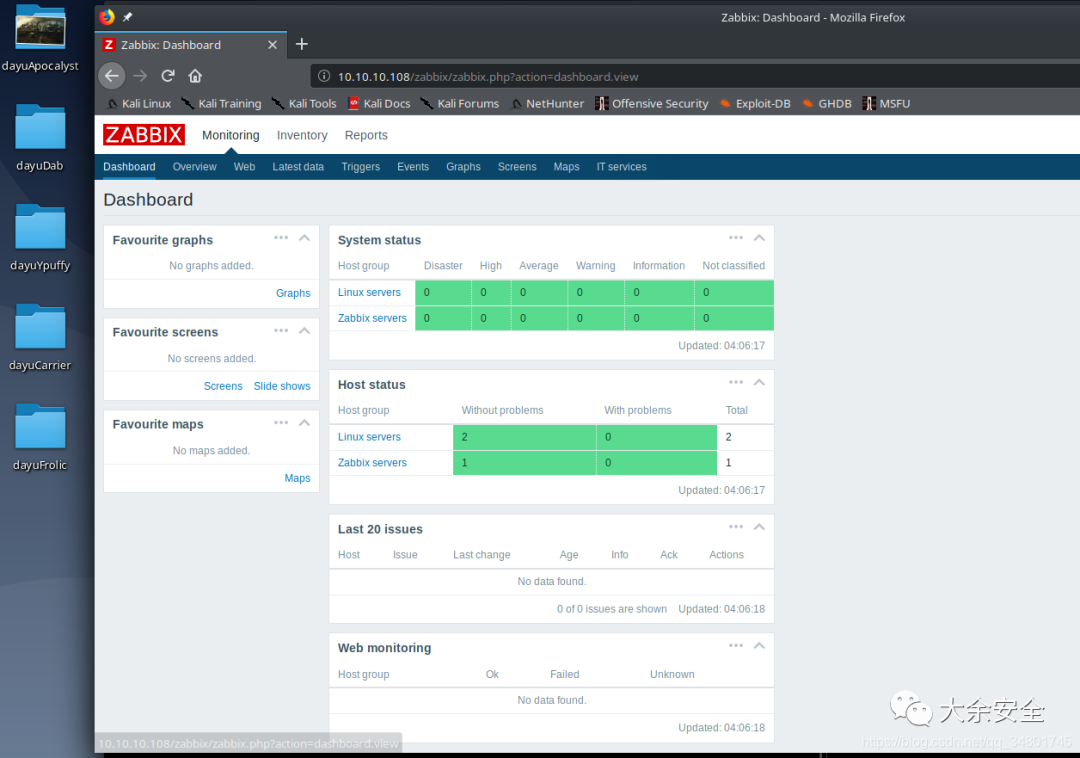 dayuApocalyst
dayuDab
dayuYpuffy
dayuCarrier
dayuFrolic
Zabbix: Dashboard - Mozilla Firefox
Z Zabbix: Dashboard
10.10.10.108/zabbix/zabbix.php?action=dashboard.view
Kali Linux Kali Training Kali Tools Kali Docs Kali Forums NetHunter Offensive Security Exploit-DB GHDB MSFU
ZABBIX Monitoring Inventory Reports
Dashboard Overview Web Latest data Triggers Events Graphs Screens Maps IT services
Dashboard
Favourite graphs
No graphs added.
Graphs
Favourite screens
No screens added.
Screens Slide shows
Favourite maps
No maps added.
Maps
System status
Host group Disaster High Average Warning Information Not classified
Linux servers 0 0 0 0 0 0
Zabbix servers 0 0 0 0 0 0
Updated: 04:06:17
Host status
Host group Without problems With problems Total
Linux servers 2 0 2
Zabbix servers 1 0 1
Updated: 04:06:17
Last 20 issues
Host Issue Last change Age Info Ack Actions
No data found.
0 of 0 issues are shown Updated: 04:06:18
Web monitoring
Host group Ok Failed Unknown
No data found.
Updated: 04:06:18
10.10.10.108/zabbix/zabbix.php?action=dashboard.view
大余安全
https://blog.csdn.net/qq_34801745